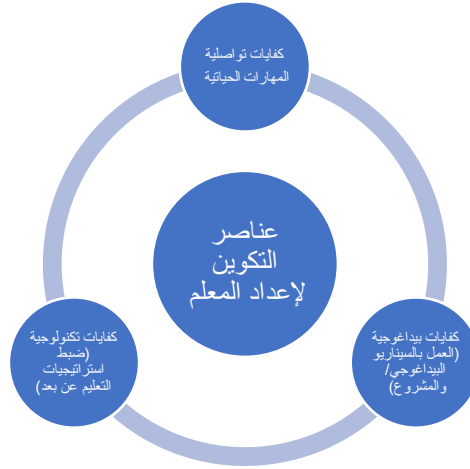 كفايات تواصلية
المهارات الحياتية
عناصر
التكوين
لإعداد المعلم
كفايات بيداغوجية
(العمل بالسيناريو
البيداغوجي/
والمشروع)
كفايات تكنولوجية
(ضبط
استراتيجيات
التعليم عن بعد)